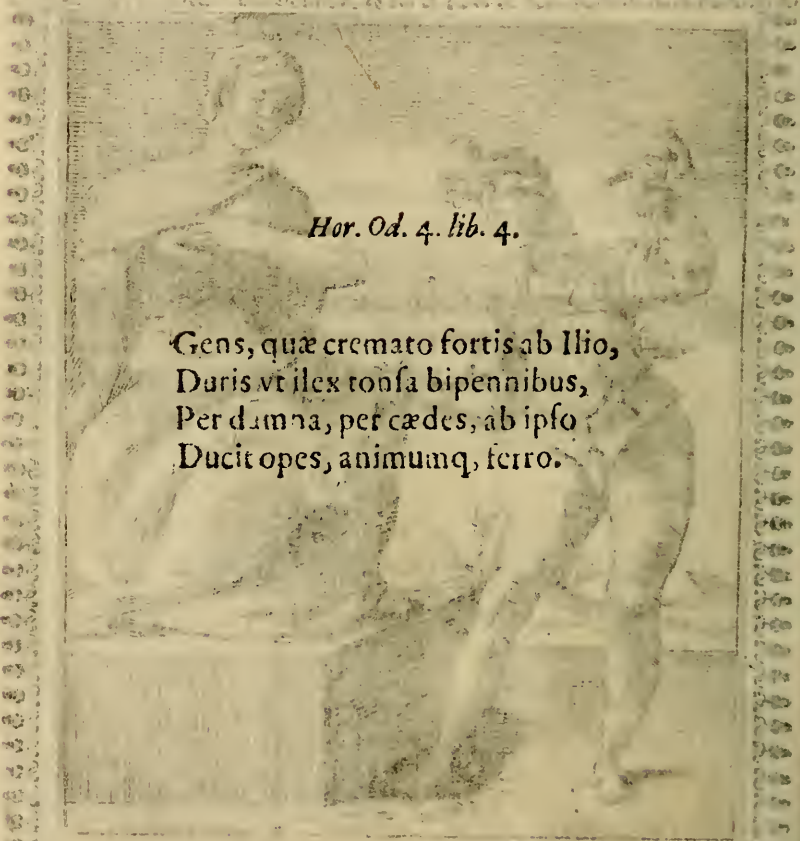 Hor. Od. 4. lib. 4.
Gens, quæ cremato fortis ab Ilio,
Duris vt ilex tonſa bipennibus,
Per damna, per cædes, ab ipſo
Ducit opes, animumq, ferro.